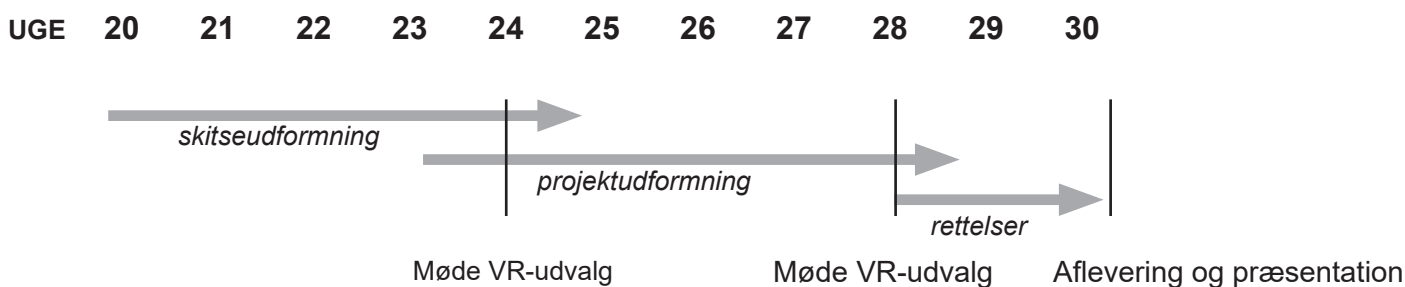 UGE 20 21 22 23 24 25 26 27 28 29 30
skitseudformning
projektudformning
rettelser
Møde VR-udvalg Møde VR-udvalg Aflevering og præsentation